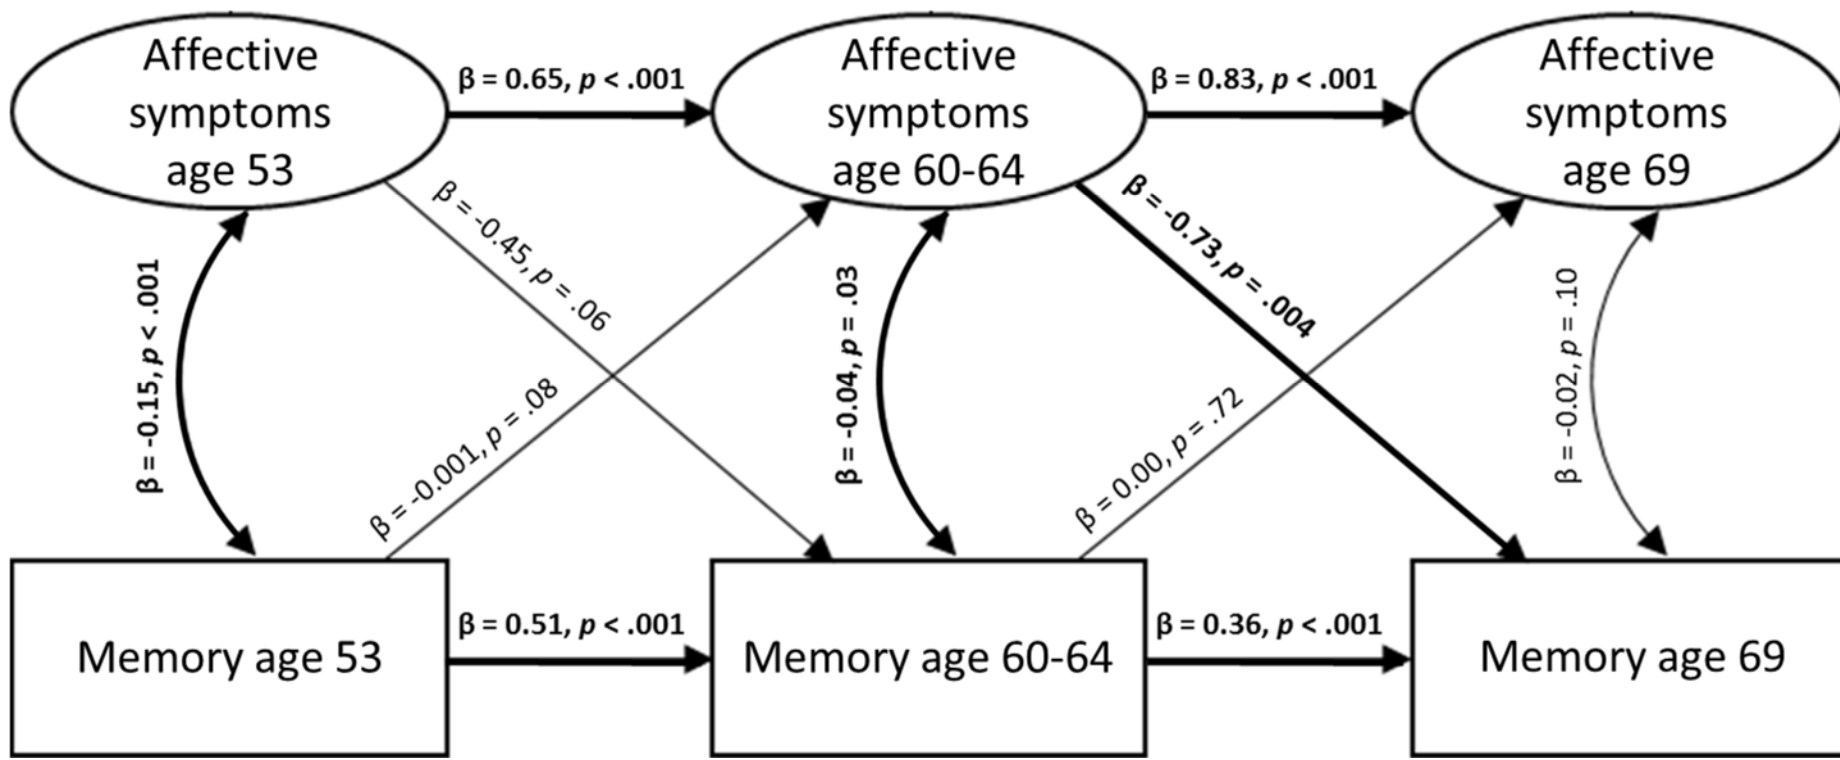 Affective
symptoms
age 53
β = 0.65, p < .001
Affective
symptoms
age 60-64
β = 0.83, p < .001
Affective
symptoms
age 69
β = -0.15, p < .001
β = -0.45, p = .06
β = -0.001, p = .08
β = -0.04, p = .03
β = -0.73, p = .004
β = 0.00, p = .72
β = -0.02, p = .10
Memory age 53
β = 0.51, p < .001
Memory age 60-64
β = 0.36, p < .001
Memory age 69